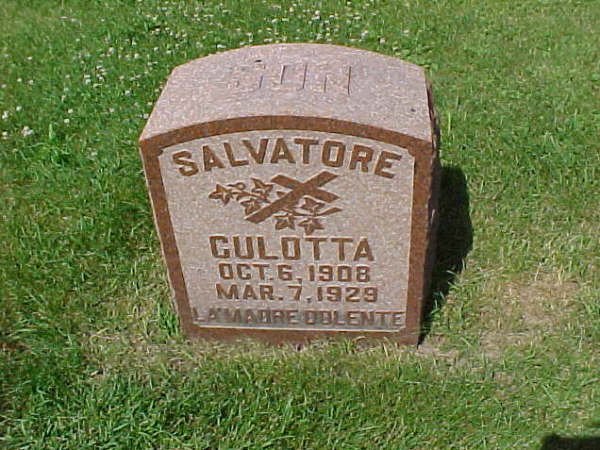 SON
SALVATORE
CULOTTA
OCT. 6, 1908
MAR. 7, 1929
LA MADRE DOLENTE